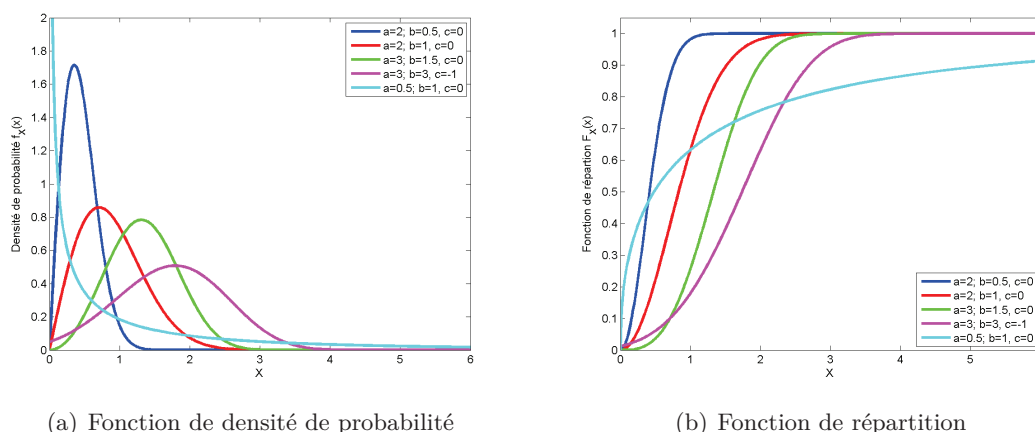 2
1.8
1.6
1.4
1.2
1
0.8
0.6
0.4
0.2
0
Densité de probabilité f_X(x)
0 1 2 3 4 5 6
X
a=2; b=0.5, c=0
a=2; b=1, c=0
a=3; b=1.5, c=0
a=3; b=3, c=-1
a=0.5; b=1, c=0
(a) Fonction de densité de probabilité
1
0.9
0.8
0.7
0.6
0.5
0.4
0.3
0.2
0.1
0
Fonction de répartion F_X(x)
0 1 2 3 4 5
X
a=2; b=0.5, c=0
a=2; b=1, c=0
a=3; b=1.5, c=0
a=3; b=3, c=-1
a=0.5; b=1, c=0
(b) Fonction de répartition